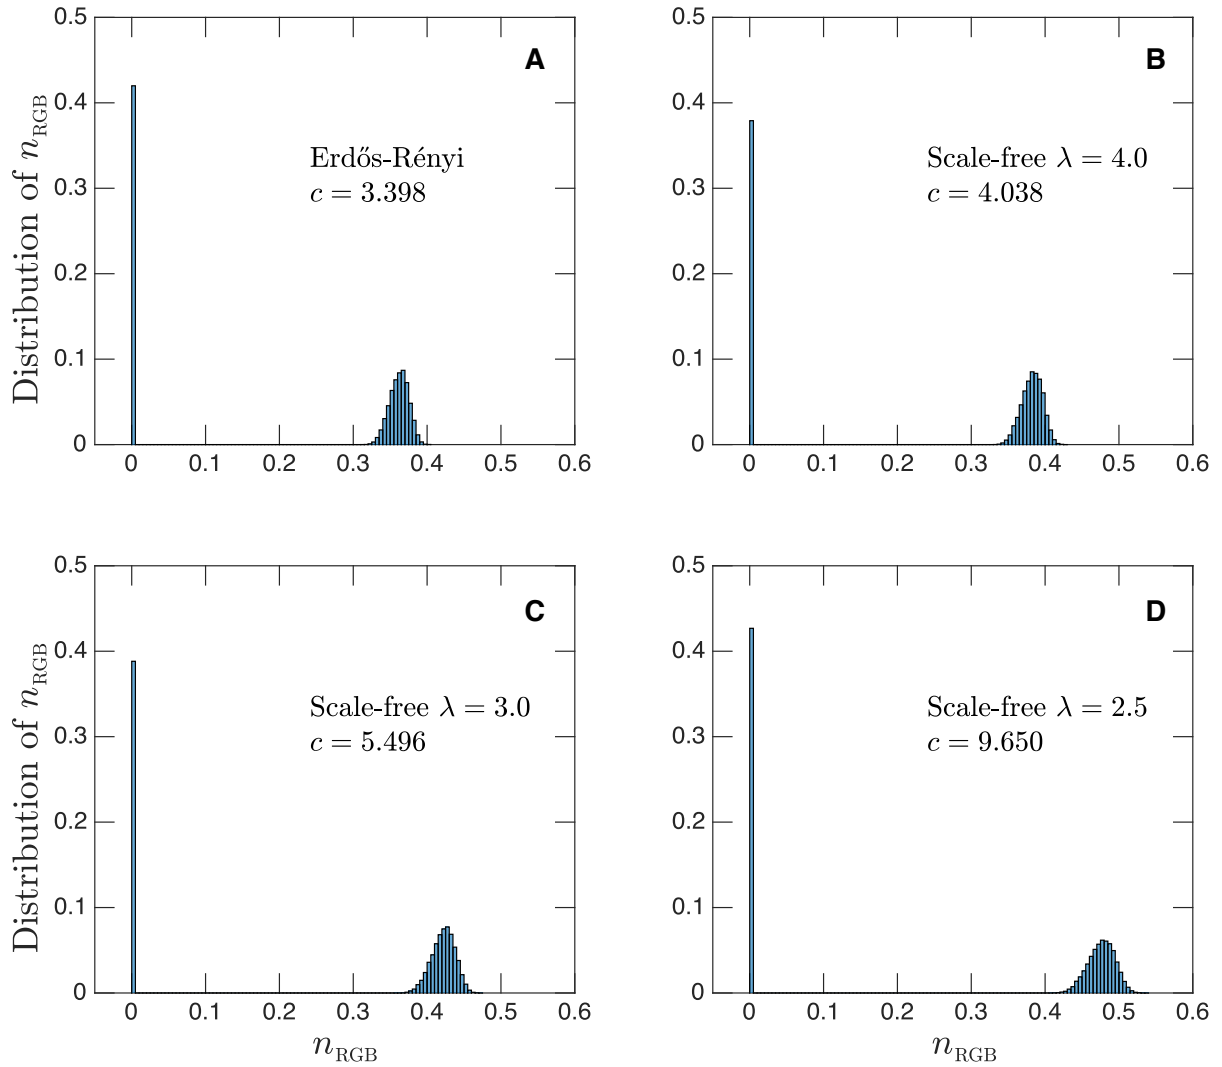 0.5
0.4
0.3
0.2
0.1
0
0 0.1 0.2 0.3 0.4 0.5 0.6
Distribution of n_RGB
A
Erdős-Rényi
c = 3.398
0.5
0.4
0.3
0.2
0.1
0
0 0.1 0.2 0.3 0.4 0.5 0.6
B
Scale-free λ = 4.0
c = 4.038
0.5
0.4
0.3
0.2
0.1
0
0 0.1 0.2 0.3 0.4 0.5 0.6
Distribution of n_RGB
C
Scale-free λ = 3.0
c = 5.496
n_RGB
0.5
0.4
0.3
0.2
0.1
0
0 0.1 0.2 0.3 0.4 0.5 0.6
D
Scale-free λ = 2.5
c = 9.650
n_RGB